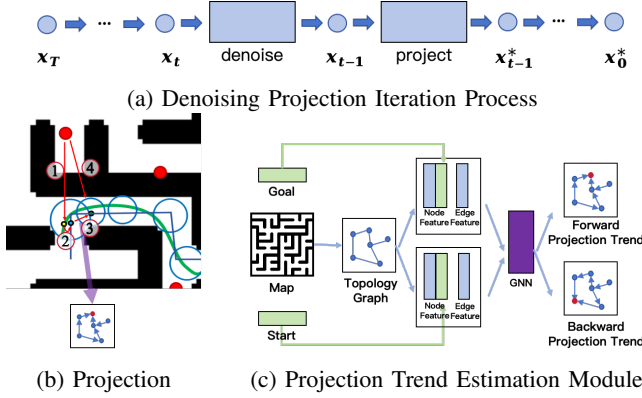 ...
...
denoise
project
x_T
x_t
x_{t−1}
x*_{t−1}
x*_0
(a) Denoising Projection Iteration Process
1
4
2
3
(b) Projection
Goal
Map
Start
Topology
Graph
Node
Feature
Edge
Feature
Node
Feature
Edge
Feature
GNN
Forward
Projection Trend
Backward
Projection Trend
(c) Projection Trend Estimation Module